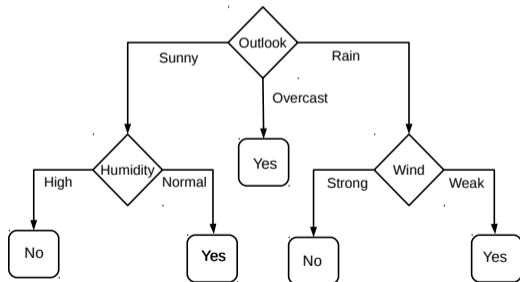 Outlook
Sunny
Rain
Overcast
Yes
Humidity
Wind
High
Normal
Strong
Weak
No
Yes
No
Yes